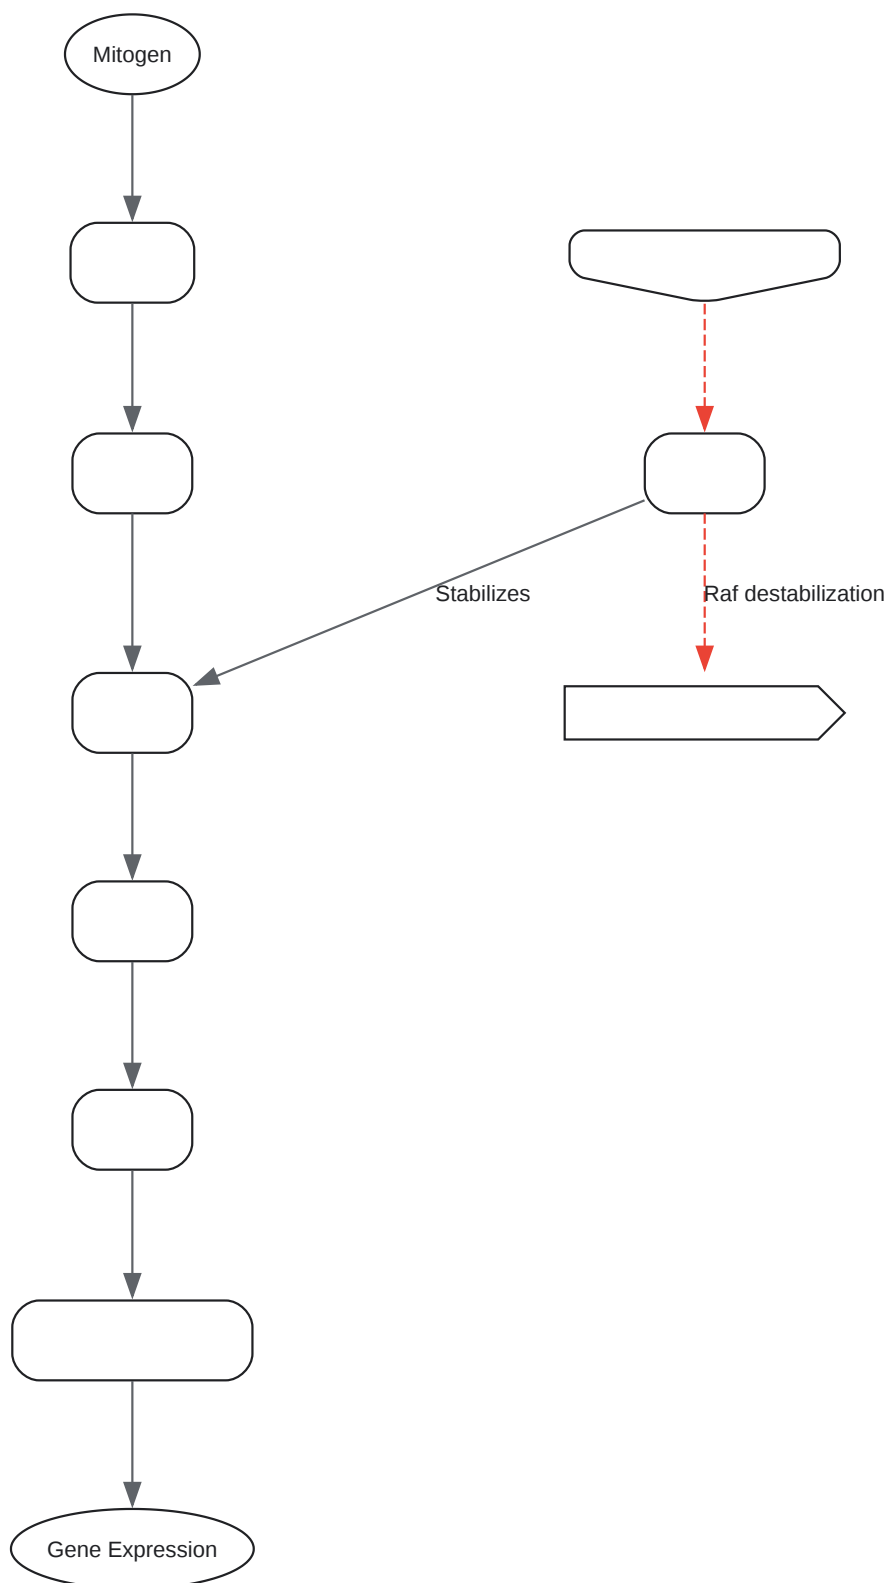 Mitogen
Stabilizes
Raf destabilization
Gene Expression